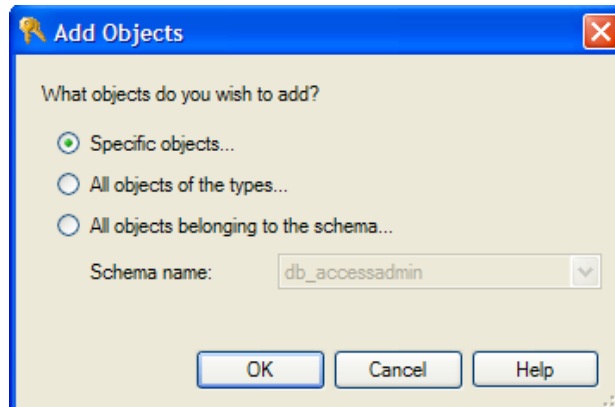 Add Objects
What objects do you wish to add?
Specific objects...
All objects of the types...
All objects belonging to the schema...
Schema name: db_accessadmin
OK Cancel Help